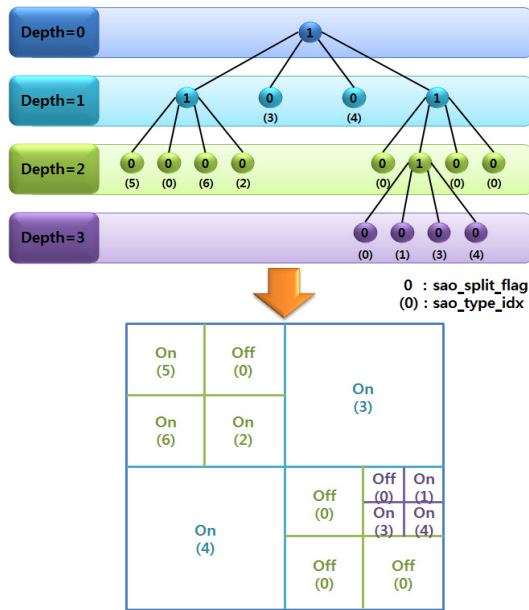 Depth=0
1
Depth=1
1 0 0 1
(3) (4)
Depth=2
0 0 0 0 0 1 0 0
(5) (0) (6) (2) (0) (0) (0)
Depth=3
0 0 0 0
(0) (1) (3) (4)
0 : sao_split_flag
(0) : sao_type_idx
On
(5)
Off
(0)
On
(3)
On
(6)
On
(2)
On
(4)
Off
(0)
Off
(0)
On
(1)
On
(3)
On
(4)
Off
(0)
Off
(0)